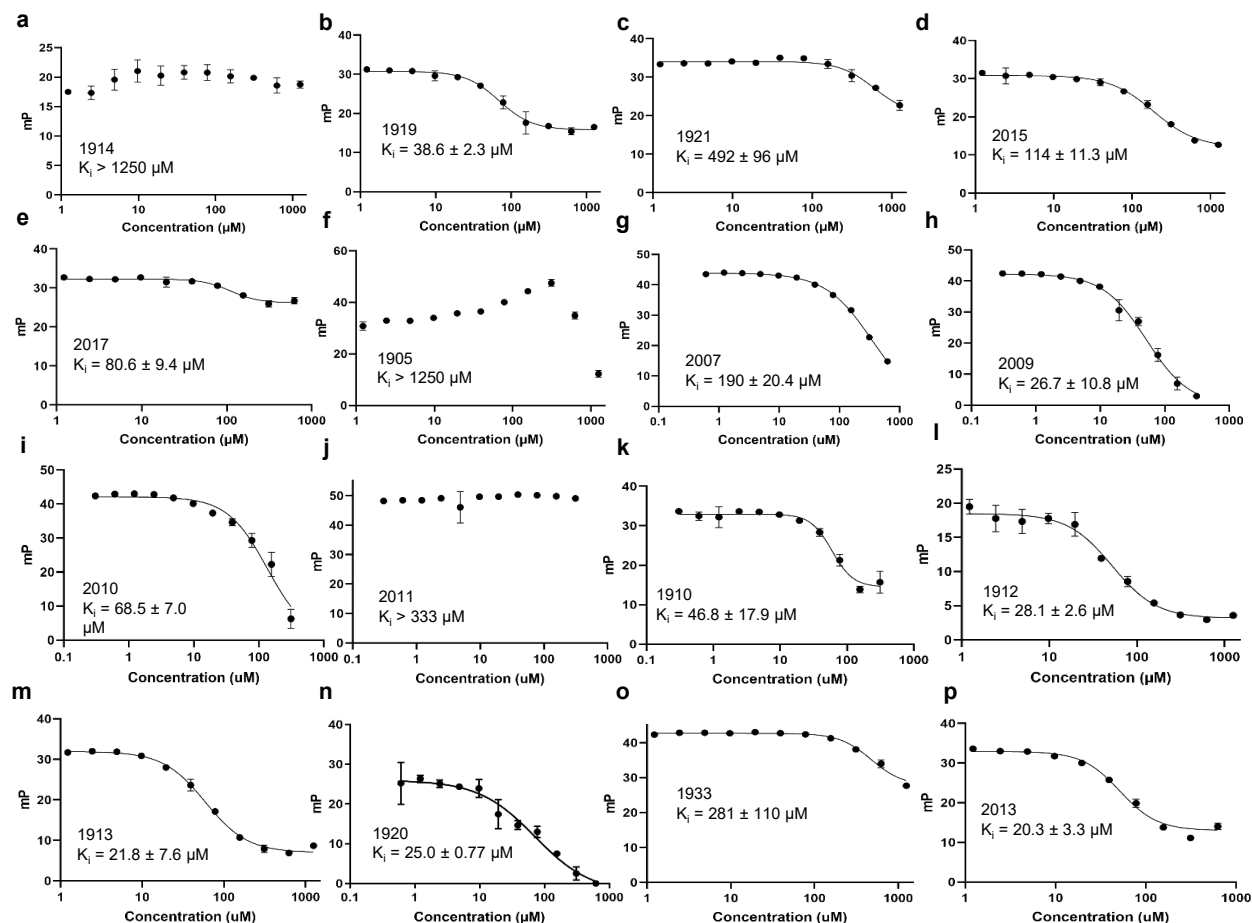 a
25
20
15
10
5
0
mP
1914
Ki > 1250 µM
1 10 100 1000
Concentration (µM)
b
40
30
20
10
0
mP
1919
Ki = 38.6 ± 2.3 µM
1 10 100 1000
Concentration (µM)
c
40
30
20
10
0
mP
1921
Ki = 492 ± 96 µM
1 10 100 1000
Concentration (µM)
d
40
30
20
10
0
mP
2015
Ki = 114 ± 11.3 µM
1 10 100 1000
Concentration (µM)
e
40
30
20
10
0
mP
2017
Ki = 80.6 ± 9.4 µM
1 10 100 1000
Concentration (µM)
f
60
40
20
0
mP
1905
Ki > 1250 µM
1 10 100 1000
Concentration (µM)
g
50
40
30
20
10
0
mP
2007
Ki = 190 ± 20.4 µM
0.1 1 10 100 1000
Concentration (uM)
h
50
40
30
20
10
0
mP
2009
Ki = 26.7 ± 10.8 µM
0.1 1 10 100 1000
Concentration (uM)
i
50
40
30
20
10
0
mP
2010
Ki = 68.5 ± 7.0
µM
0.1 1 10 100 1000
Concentration (uM)
j
50
40
30
20
10
0
mP
2011
Ki > 333 µM
0.1 1 10 100 1000
Concentration (uM)
k
40
30
20
10
0
mP
1910
Ki = 46.8 ± 17.9 µM
0.1 1 10 100 1000
Concentration (uM)
l
25
20
15
10
5
0
mP
1912
Ki = 28.1 ± 2.6 µM
1 10 100 1000
Concentration (µM)
m
40
30
20
10
0
mP
1913
Ki = 21.8 ± 7.6 µM
1 10 100 1000
Concentration (µM)
n
40
30
20
10
0
mP
1920
Ki = 25.0 ± 0.77 µM
0.1 1 10 100 1000
Concentration (uM)
o
40
30
20
10
0
mP
1933
Ki = 281 ± 110 µM
1 10 100 1000
Concentration (µM)
p
40
30
20
10
0
mP
2013
Ki = 20.3 ± 3.3 µM
1 10 100 1000
Concentration (µM)